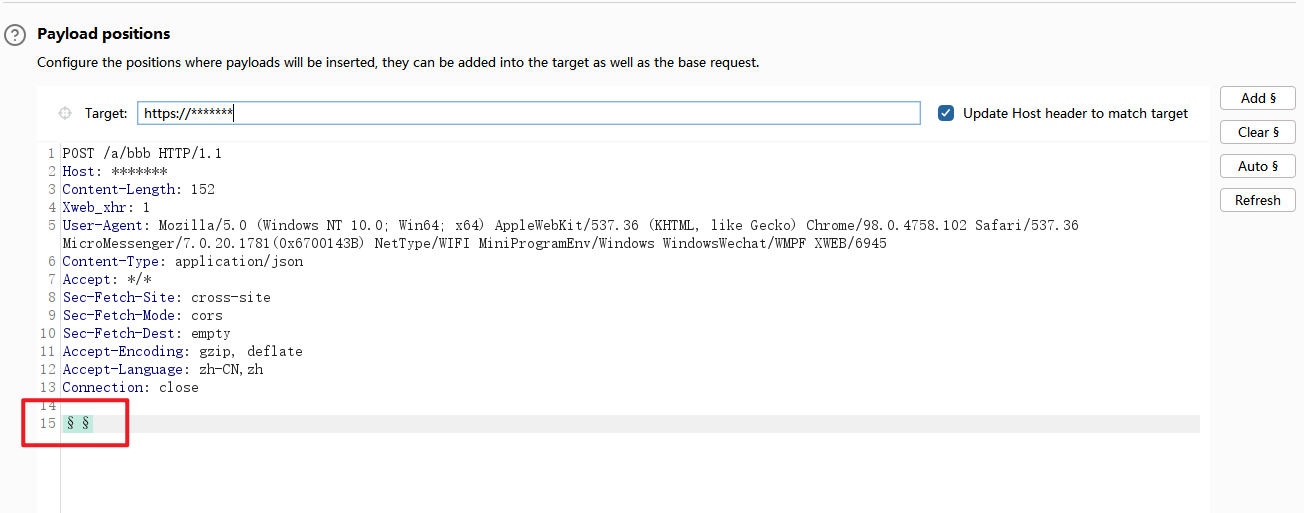 Payload positions
Configure the positions where payloads will be inserted, they can be added into the target as well as the base request.
Target: https://*******
Update Host header to match target
Add §
Clear §
Auto §
Refresh
1 POST /a/bbb HTTP/1.1
2 Host: *******
3 Content-Length: 152
4 Xweb_xhr: 1
5 User-Agent: Mozilla/5.0 (Windows NT 10.0; Win64; x64) AppleWebKit/537.36 (KHTML, like Gecko) Chrome/98.0.4758.102 Safari/537.36
MicroMessenger/7.0.20.1781(0x6700143B) NetType/WIFI MiniProgramEnv/Windows WindowsWechat/WMPF XWEB/6945
6 Content-Type: application/json
7 Accept: */*
8 Sec-Fetch-Site: cross-site
9 Sec-Fetch-Mode: cors
10 Sec-Fetch-Dest: empty
11 Accept-Encoding: gzip, deflate
12 Accept-Language: zh-CN,zh
13 Connection: close
14
15 § §